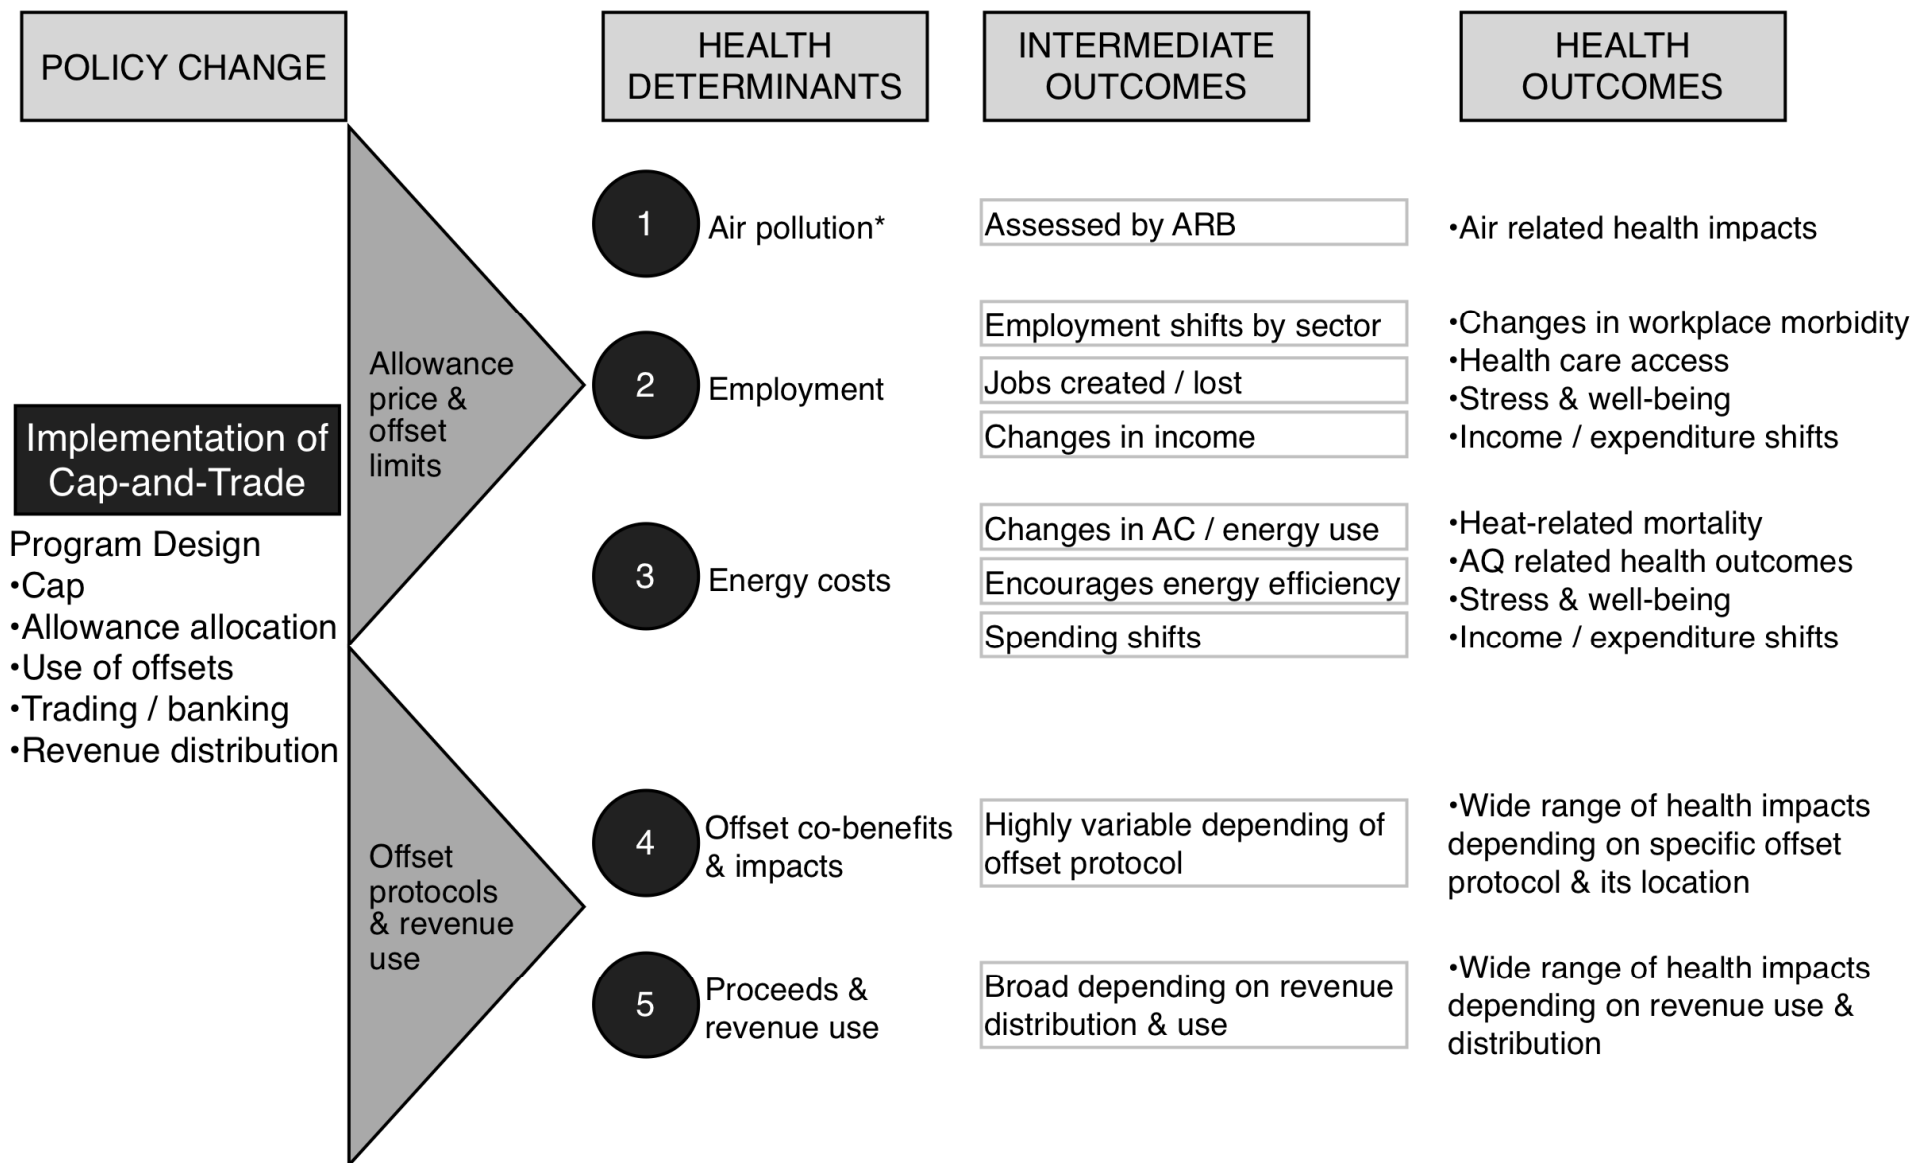 POLICY CHANGE
HEALTH
DETERMINANTS
INTERMEDIATE
OUTCOMES
HEALTH
OUTCOMES
Implementation of
Cap-and-Trade
Program Design
•Cap
•Allowance allocation
•Use of offsets
•Trading / banking
•Revenue distribution
Allowance
price &
offset
limits
Offset
protocols
& revenue
use
1
Air pollution*
Assessed by ARB
•Air related health impacts
2
Employment
Employment shifts by sector
Jobs created / lost
Changes in income
•Changes in workplace morbidity
•Health care access
•Stress & well-being
•Income / expenditure shifts
3
Energy costs
Changes in AC / energy use
Encourages energy efficiency
Spending shifts
•Heat-related mortality
•AQ related health outcomes
•Stress & well-being
•Income / expenditure shifts
4
Offset co-benefits
& impacts
Highly variable depending of
offset protocol
•Wide range of health impacts
depending on specific offset
protocol & its location
5
Proceeds &
revenue use
Broad depending on revenue
distribution & use
•Wide range of health impacts
depending on revenue use &
distribution